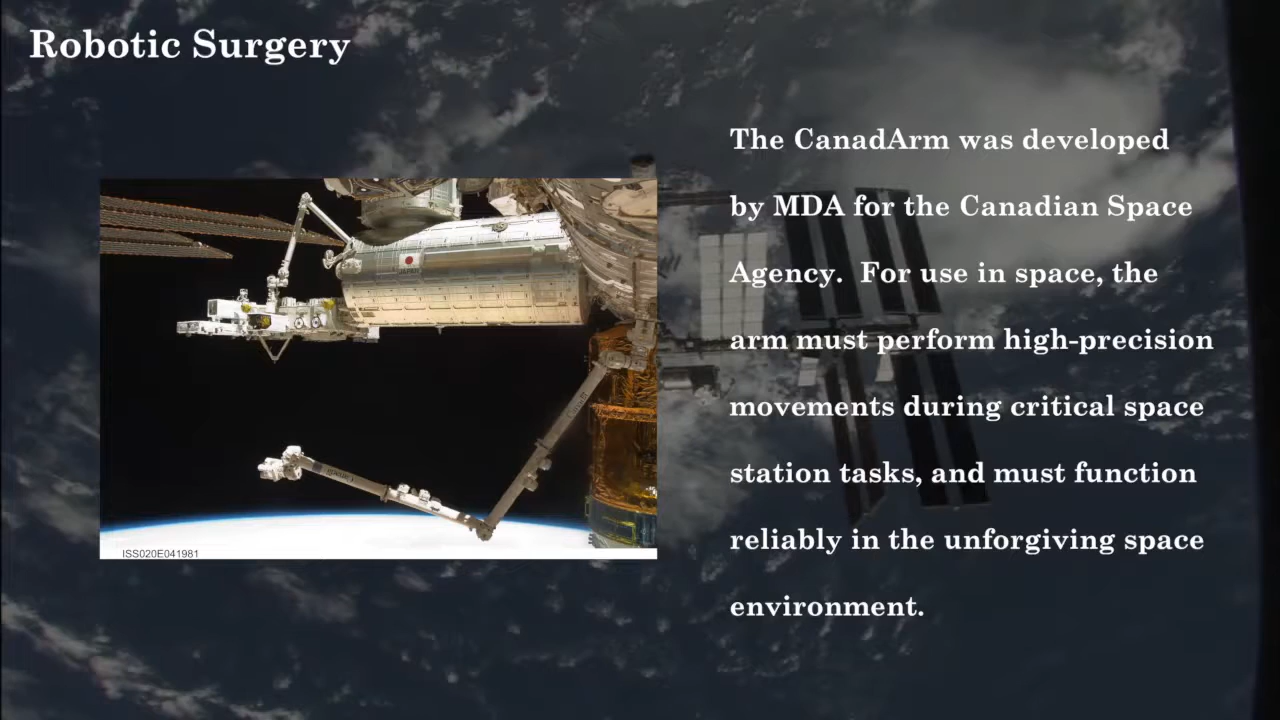 Robotic Surgery
The CanadArm was developed
by MDA for the Canadian Space
Agency.  For use in space, the
arm must perform high-precision
movements during critical space
station tasks, and must function
reliably in the unforgiving space
environment.
JAPAN
ISS020E041981